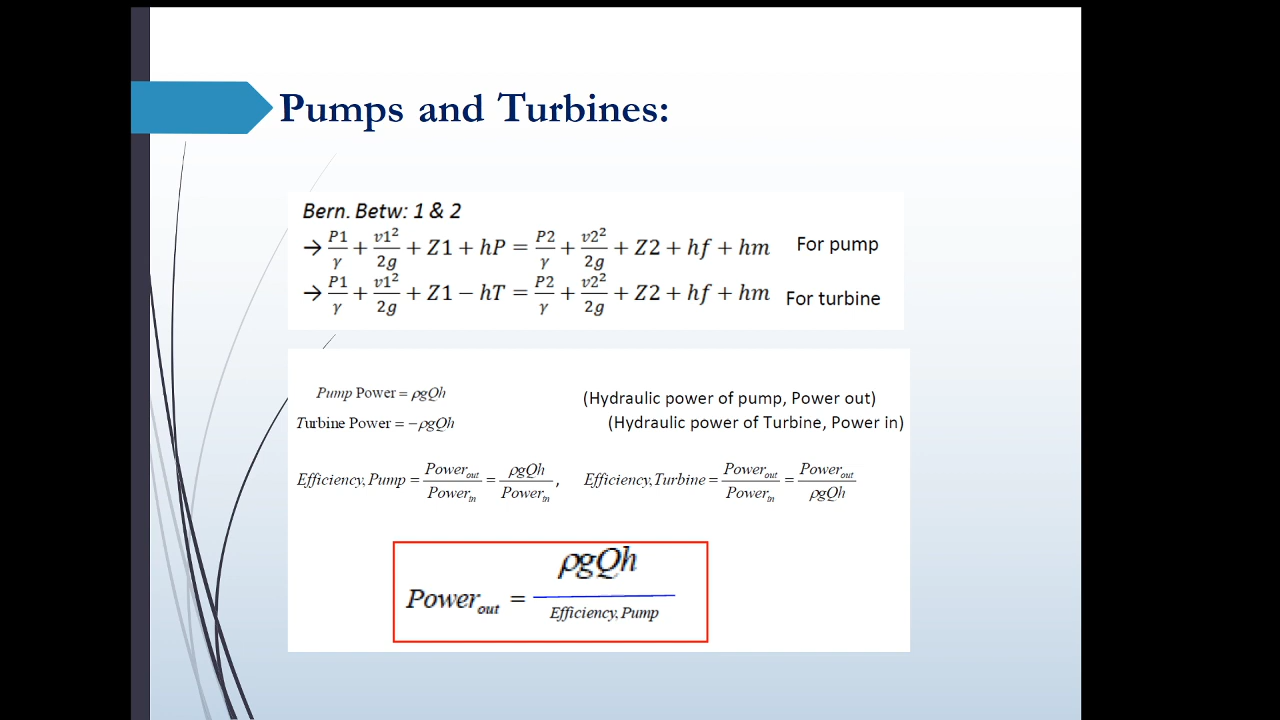 Pumps and Turbines:
Bern. Betw: 1 & 2
→ P1/γ + v1²/2g + Z1 + hP = P2/γ + v2²/2g + Z2 + hf + hm For pump
→ P1/γ + v1²/2g + Z1 − hT = P2/γ + v2²/2g + Z2 + hf + hm For turbine
Pump Power = ρgQh (Hydraulic power of pump, Power out)
Turbine Power = −ρgQh (Hydraulic power of Turbine, Power in)
Efficiency, Pump = Power_out/Power_in = ρgQh/Power_in , Efficiency, Turbine = Power_out/Power_in = Power_out/ρgQh
Power_out = ρgQh/Efficiency, Pump